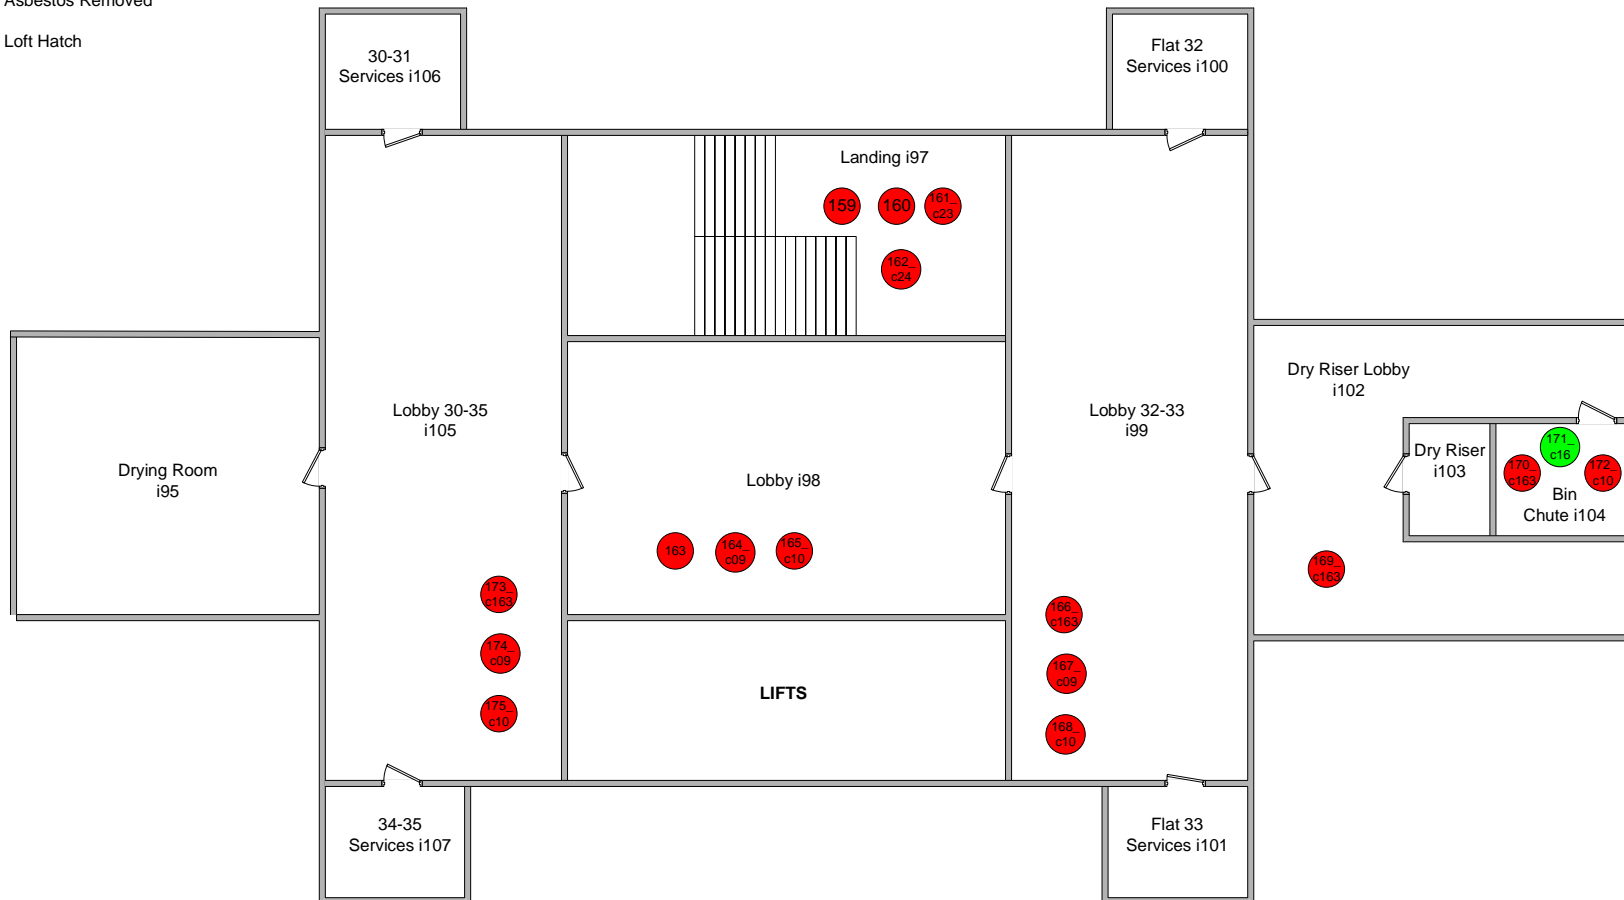 Asbestos Removed
Loft Hatch
30-31
Services i106
Flat 32
Services i100
Landing i97
159
160
161_
c23
162_
c24
Dry Riser Lobby
i102
Lobby 30-35
i105
Lobby 32-33
i99
Drying Room
i95
Lobby i98
Dry Riser
i103
171_
c16
170_
c163
172_
c10
Bin
Chute i104
163
164_
c09
165_
c10
169_
c163
173_
c163
174_
c09
175_
c10
166_
c163
167_
c09
168_
c10
LIFTS
34-35
Services i107
Flat 33
Services i101